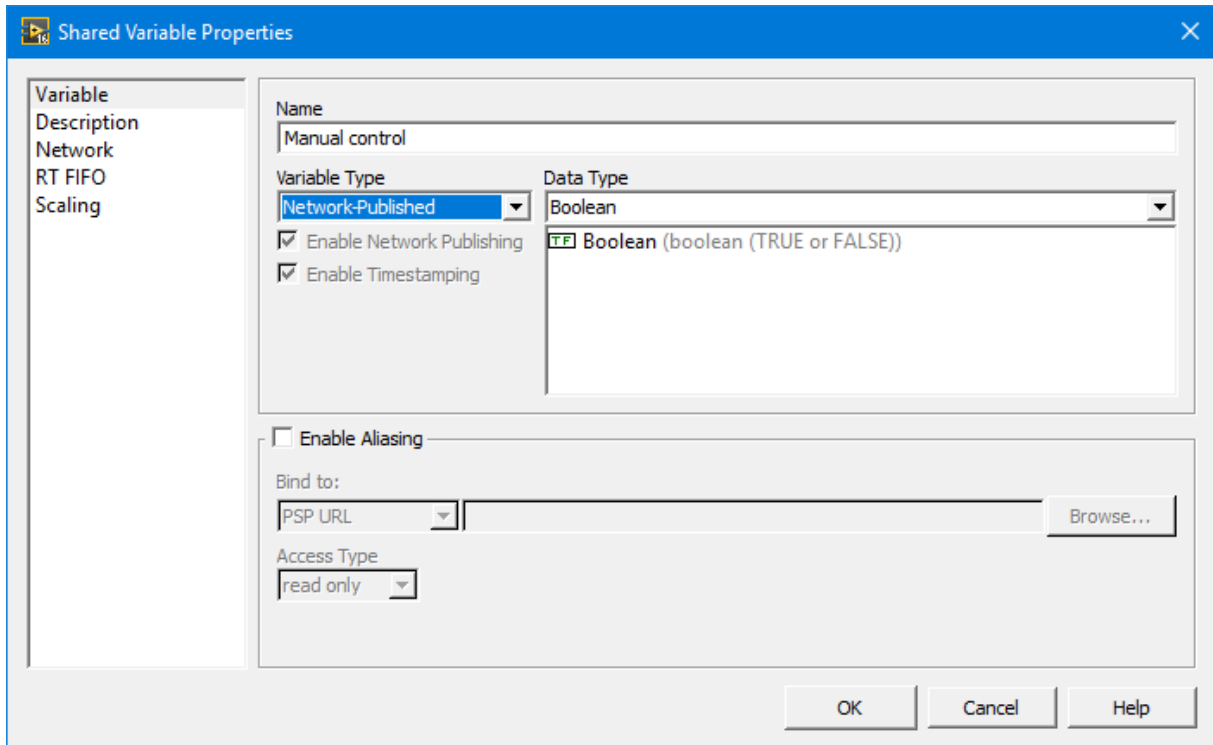 Shared Variable Properties
Variable
Description
Network
RT FIFO
Scaling
Name
Manual control
Variable Type
Data Type
Network-Published
Boolean
Enable Network Publishing
TF Boolean (boolean (TRUE or FALSE))
Enable Timestamping
Enable Aliasing
Bind to:
PSP URL
Browse...
Access Type
read only
OK
Cancel
Help